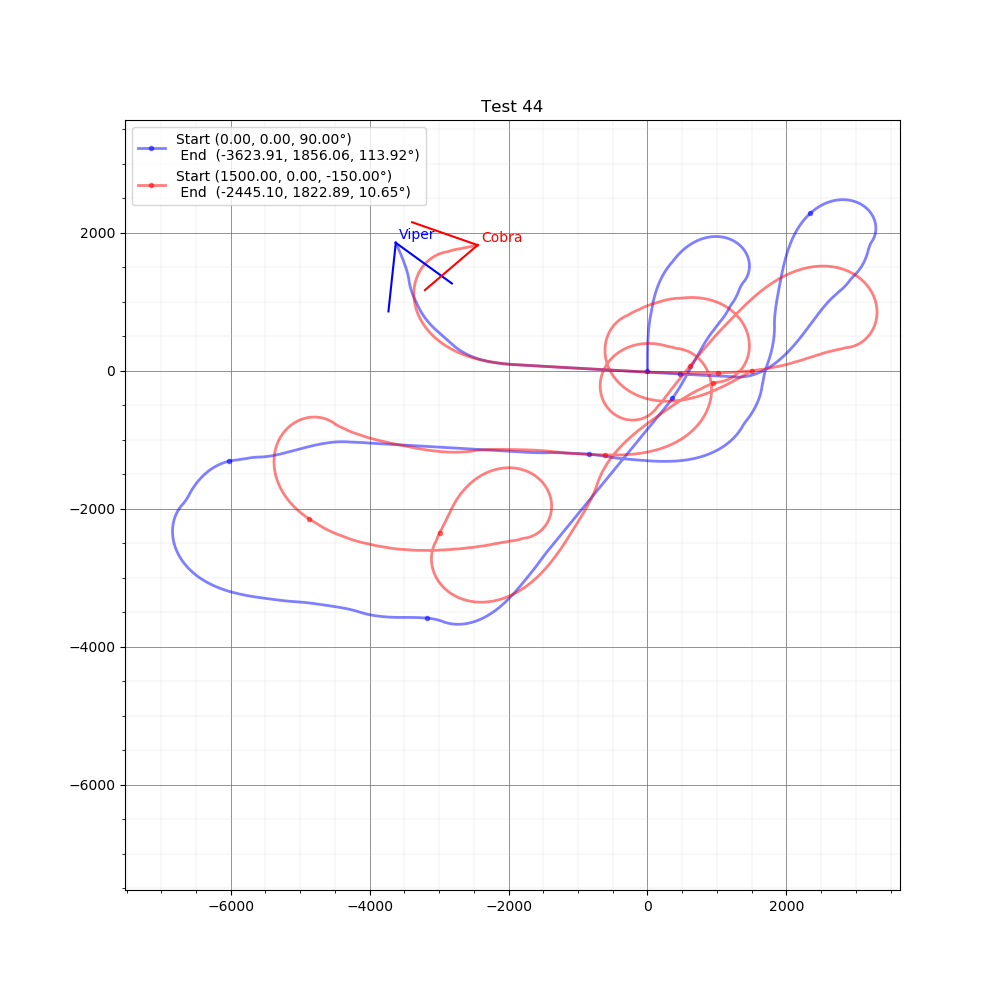 Test 44
Start (0.00, 0.00, 90.00°)
End (-3623.91, 1856.06, 113.92°)
Start (1500.00, 0.00, -150.00°)
End (-2445.10, 1822.89, 10.65°)
Viper
Cobra
2000
0
−2000
−4000
−6000
−6000
−4000
−2000
0
2000